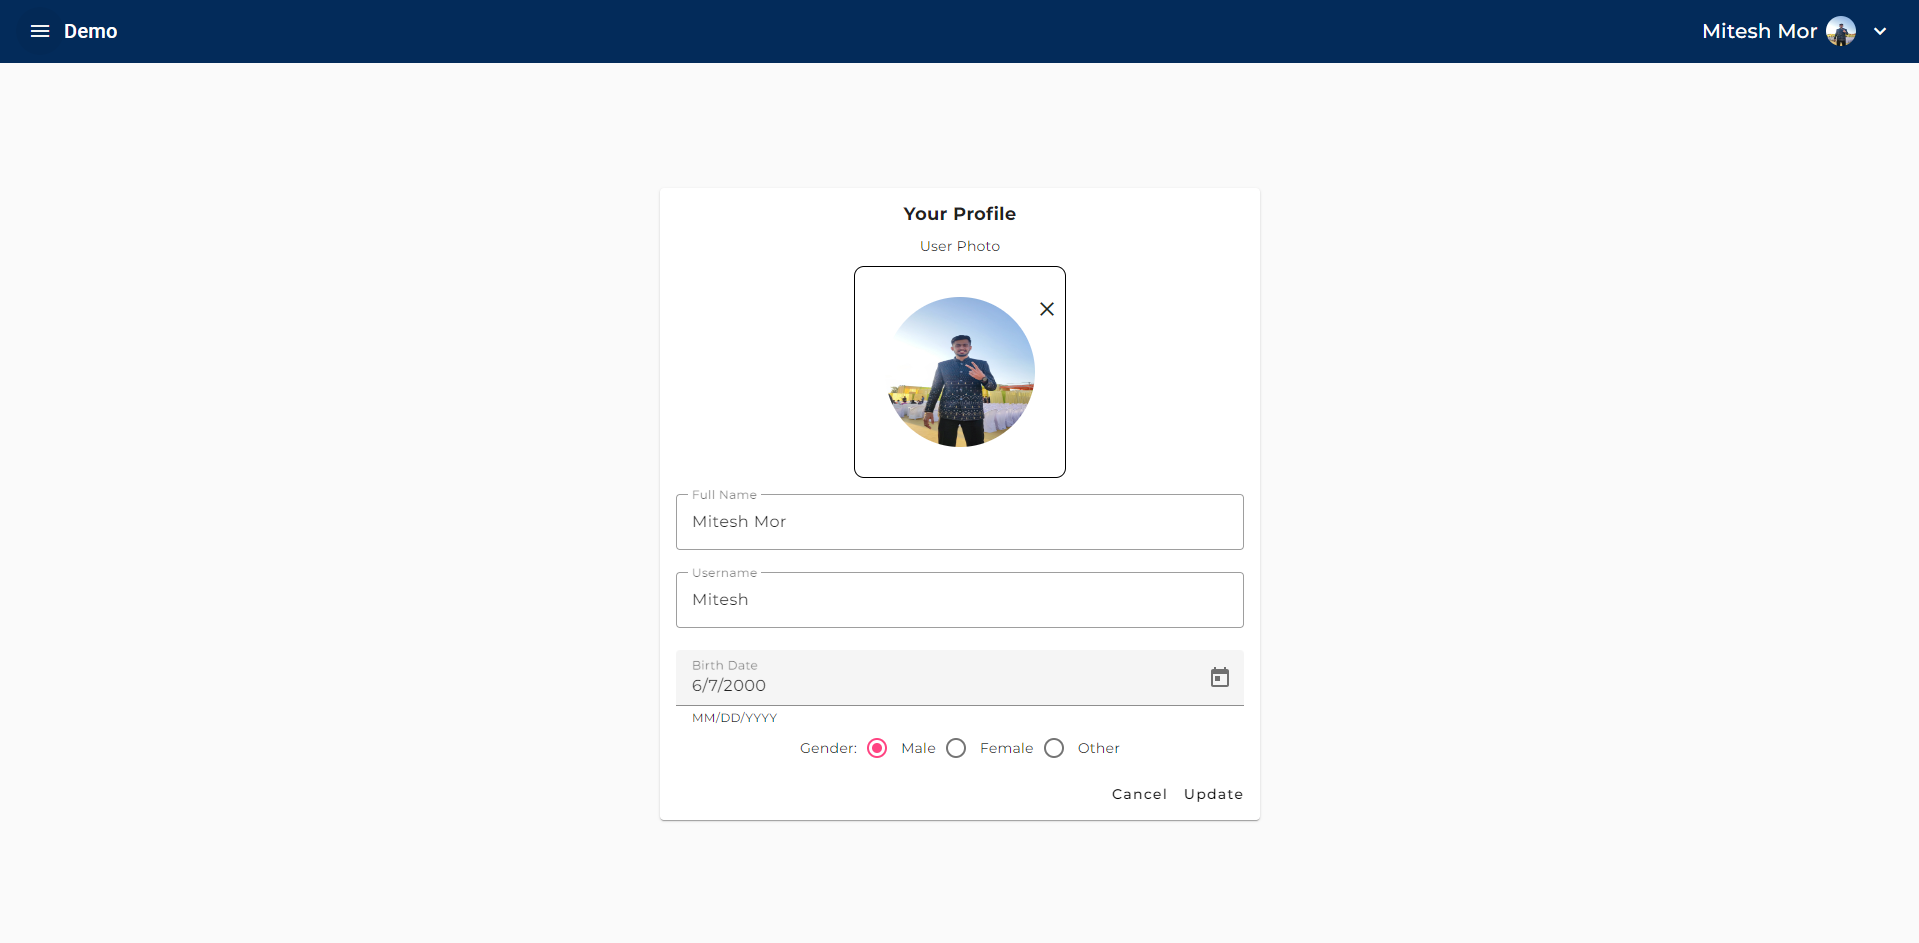 Demo
Mitesh Mor
Your Profile
User Photo
Full Name
Mitesh Mor
Username
Mitesh
Birth Date
6/7/2000
MM/DD/YYYY
Gender: Male Female Other
Cancel Update